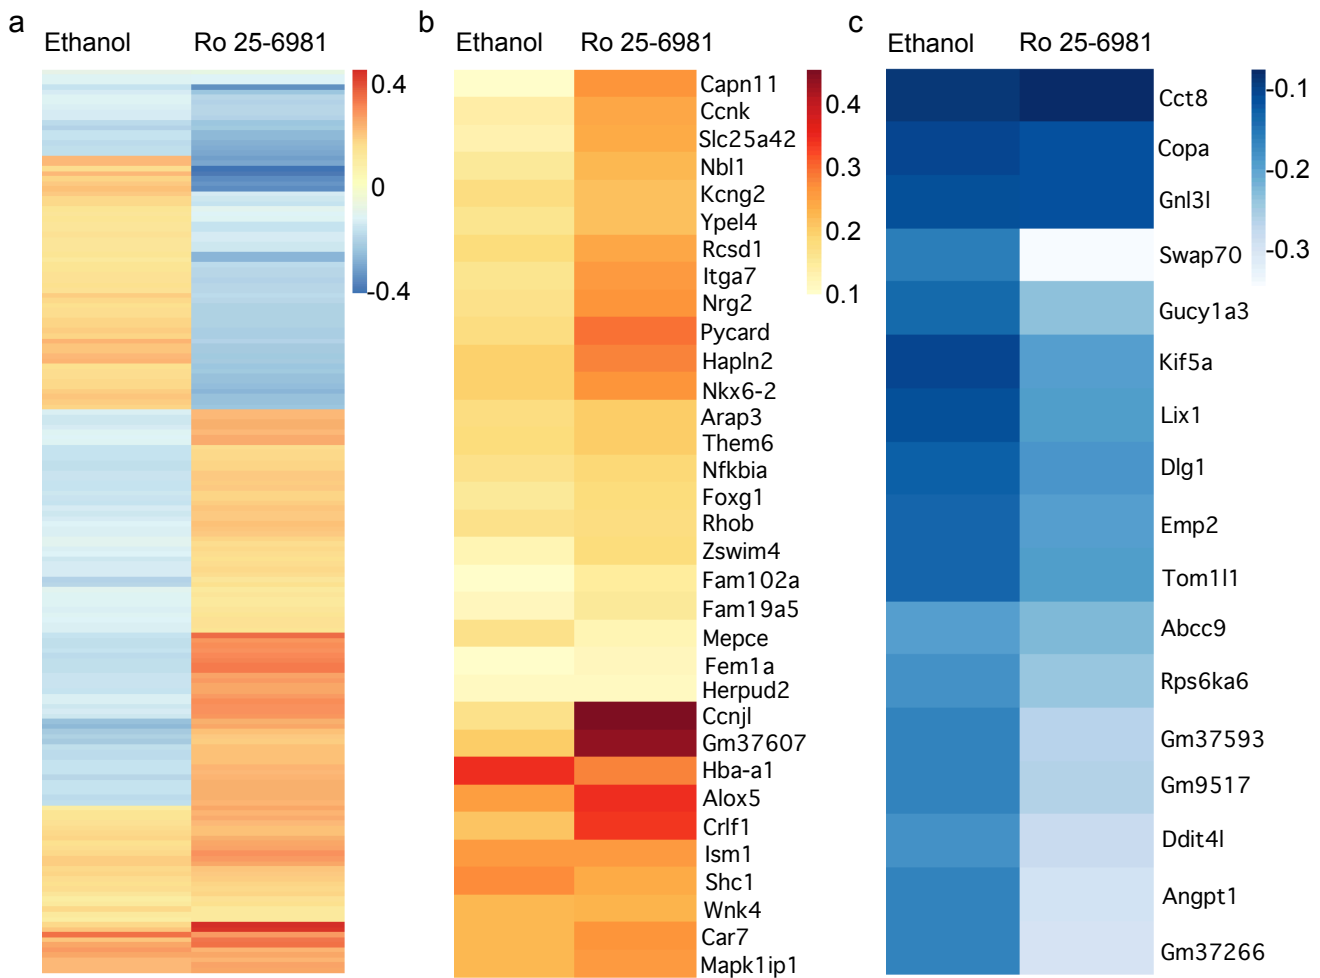 a
Ethanol Ro 25-6981
0.4
0
-0.4
b
Ethanol Ro 25-6981
Capn11
Ccnk
Slc25a42
Nbl1
Kcng2
Ypel4
Rcsd1
Itga7
Nrg2
Pycard
Hapln2
Nkx6-2
Arap3
Them6
Nfkbia
Foxg1
Rhob
Zswim4
Fam102a
Fam19a5
Mepce
Fem1a
Herpud2
Ccnjl
Gm37607
Hba-a1
Alox5
Crlf1
Ism1
Shc1
Wnk4
Car7
Mapk1ip1
0.4
0.3
0.2
0.1
c
Ethanol Ro 25-6981
Cct8
Copa
Gnl3l
Swap70
Gucy1a3
Kif5a
Lix1
Dlg1
Emp2
Tom1l1
Abcc9
Rps6ka6
Gm37593
Gm9517
Ddit4l
Angpt1
Gm37266
-0.1
-0.2
-0.3